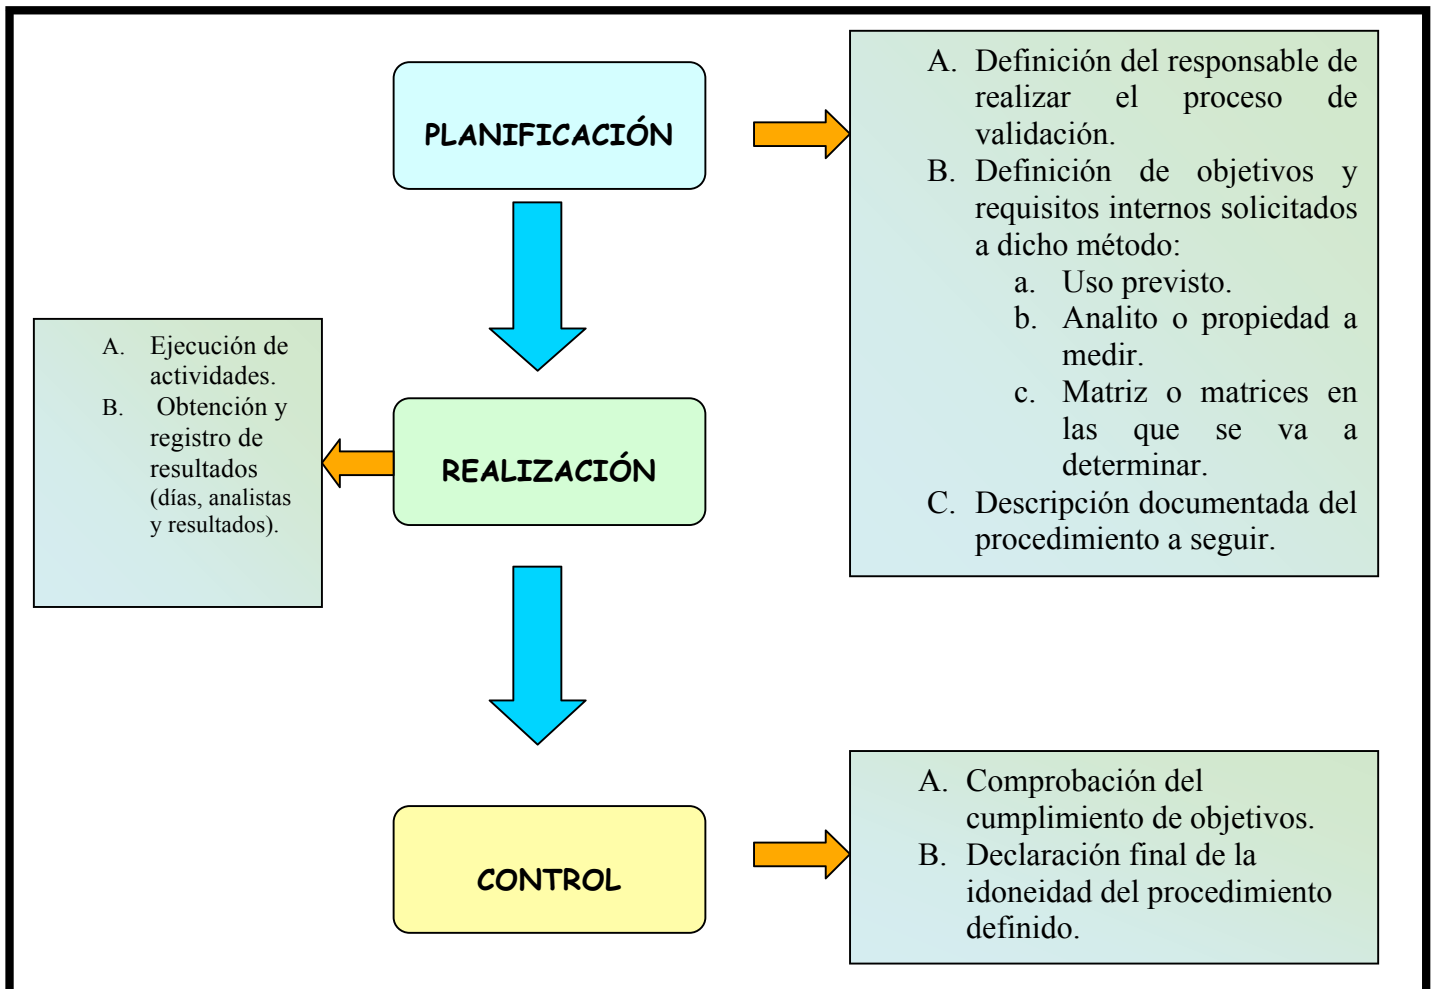 PLANIFICACIÓN
A. Definición del responsable de
realizar el proceso de
validación.
B. Definición de objetivos y
requisitos internos solicitados
a dicho método:
a. Uso previsto.
b. Analito o propiedad a
medir.
c. Matriz o matrices en
las que se va a
determinar.
C. Descripción documentada del
procedimiento a seguir.
REALIZACIÓN
A. Ejecución de
actividades.
B. Obtención y
registro de
resultados
(días, analistas
y resultados).
CONTROL
A. Comprobación del
cumplimiento de objetivos.
B. Declaración final de la
idoneidad del procedimiento
definido.